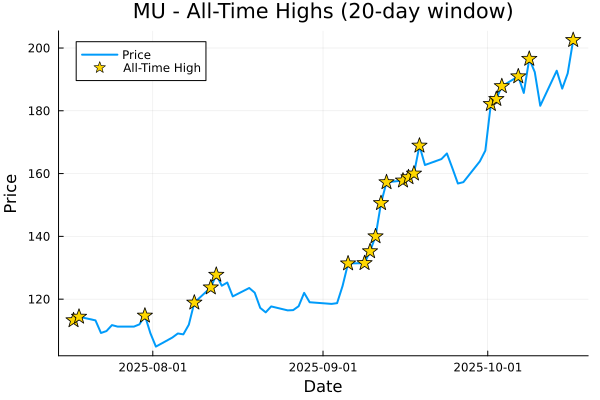 MU - All-Time Highs (20-day window)
Price
All-Time High
200
180
160
140
120
Price
2025-08-01
2025-09-01
2025-10-01
Date